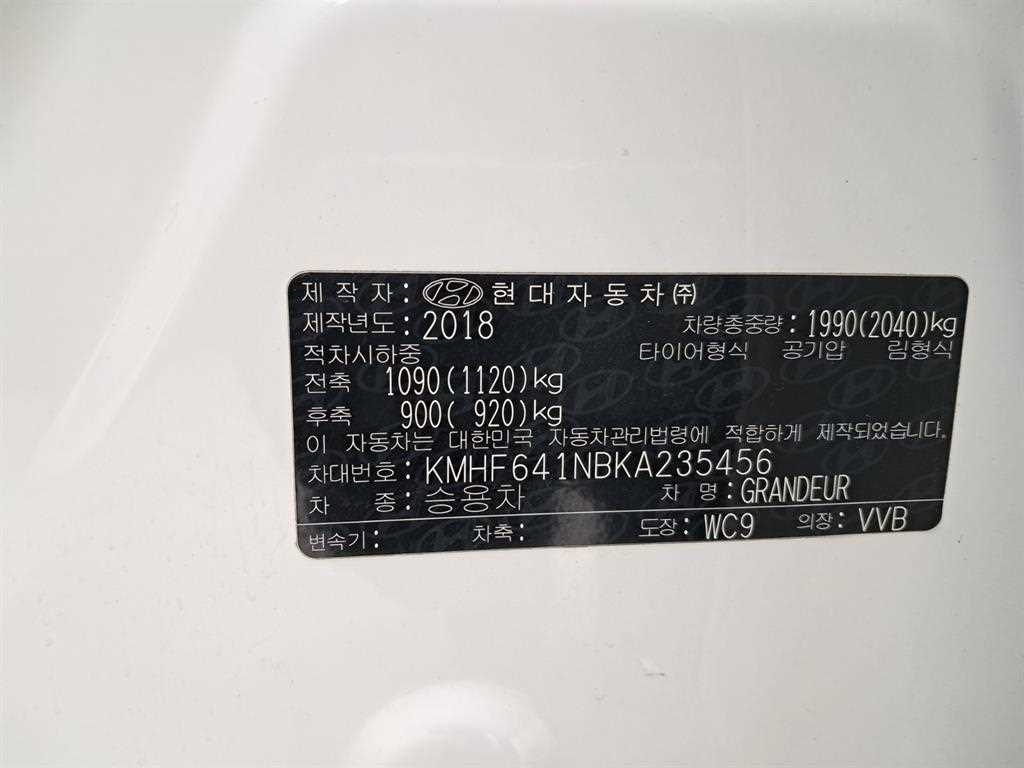 제 작 자 : 현대자동차㈜
제작년도 : 2018 차량총중량 : 1990(2040)kg
적차시하중 타이어형식 공기압 림형식
전축 1090(1120)kg
후축 900( 920)kg
이 자동차는 대한민국 자동차관리법령에 적합하게 제작되었습니다.
차대번호 : KMHF641NBKA235456
차 종 : 승용차 차 명 : GRANDEUR
변속기 : 차축 : 도장 : WC9 의장 : VVB